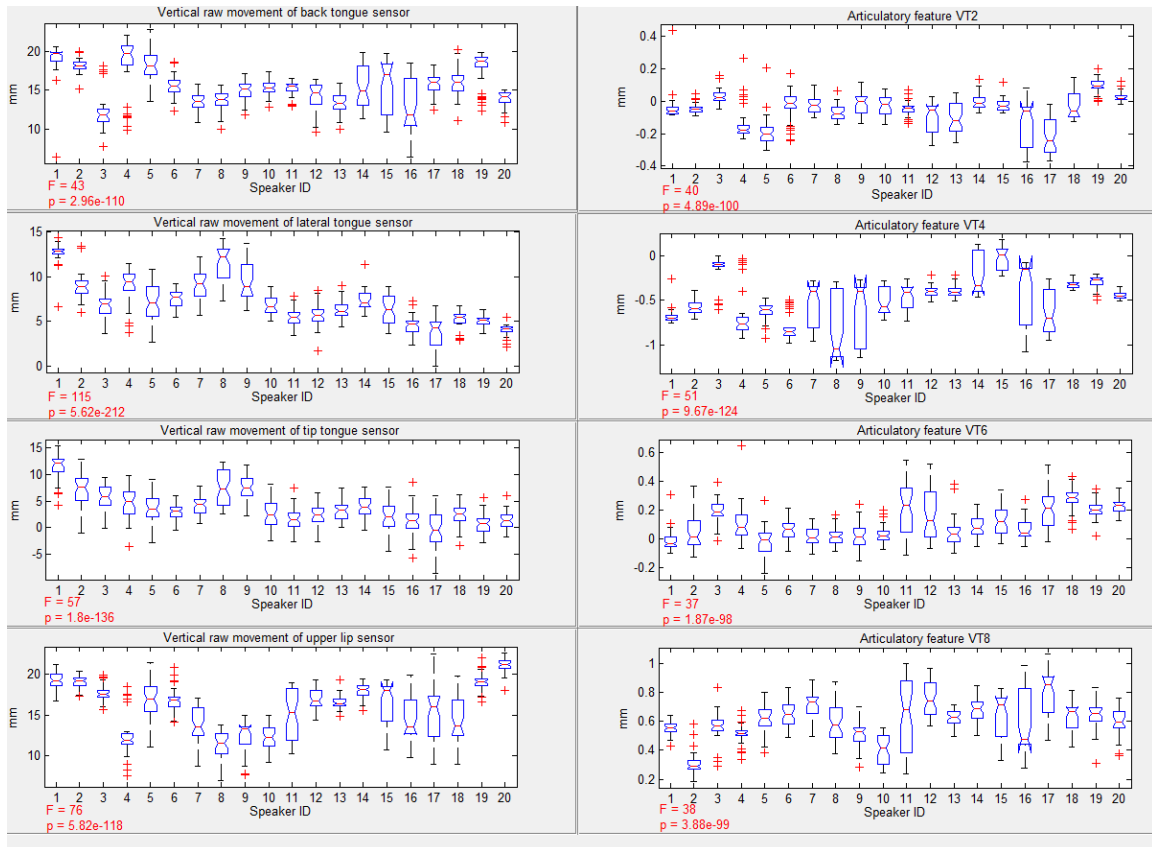 Vertical raw movement of back tongue sensor
20
15
10
mm
1 2 3 4 5 6 7 8 9 10 11 12 13 14 15 16 17 18 19 20
F = 43
Speaker ID
p = 2.96e-110
Articulatory feature VT2
0.4
0.2
0
-0.2
-0.4
mm
1 2 3 4 5 6 7 8 9 10 11 12 13 14 15 16 17 18 19 20
F = 40
Speaker ID
p = 4.89e-100
Vertical raw movement of lateral tongue sensor
15
10
5
0
mm
1 2 3 4 5 6 7 8 9 10 11 12 13 14 15 16 17 18 19 20
F = 115
Speaker ID
p = 5.62e-212
Articulatory feature VT4
0
-0.5
-1
mm
1 2 3 4 5 6 7 8 9 10 11 12 13 14 15 16 17 18 19 20
F = 51
Speaker ID
p = 9.67e-124
Vertical raw movement of tip tongue sensor
15
10
5
0
-5
mm
1 2 3 4 5 6 7 8 9 10 11 12 13 14 15 16 17 18 19 20
F = 57
Speaker ID
p = 1.8e-136
Articulatory feature VT6
0.6
0.4
0.2
0
-0.2
mm
1 2 3 4 5 6 7 8 9 10 11 12 13 14 15 16 17 18 19 20
F = 37
Speaker ID
p = 1.87e-98
Vertical raw movement of upper lip sensor
20
15
10
mm
1 2 3 4 5 6 7 8 9 10 11 12 13 14 15 16 17 18 19 20
F = 76
Speaker ID
p = 5.82e-118
Articulatory feature VT8
1
0.8
0.6
0.4
0.2
mm
1 2 3 4 5 6 7 8 9 10 11 12 13 14 15 16 17 18 19 20
F = 38
Speaker ID
p = 3.88e-99